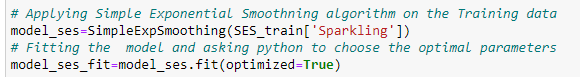 # Applying Simple Exponential Smoothning algorithm on the Training data
model_ses=SimpleExpSmoothing(SES_train['Sparkling'])
# Fitting the  model and asking python to choose the optimal parameters
model_ses_fit=model_ses.fit(optimized=True)